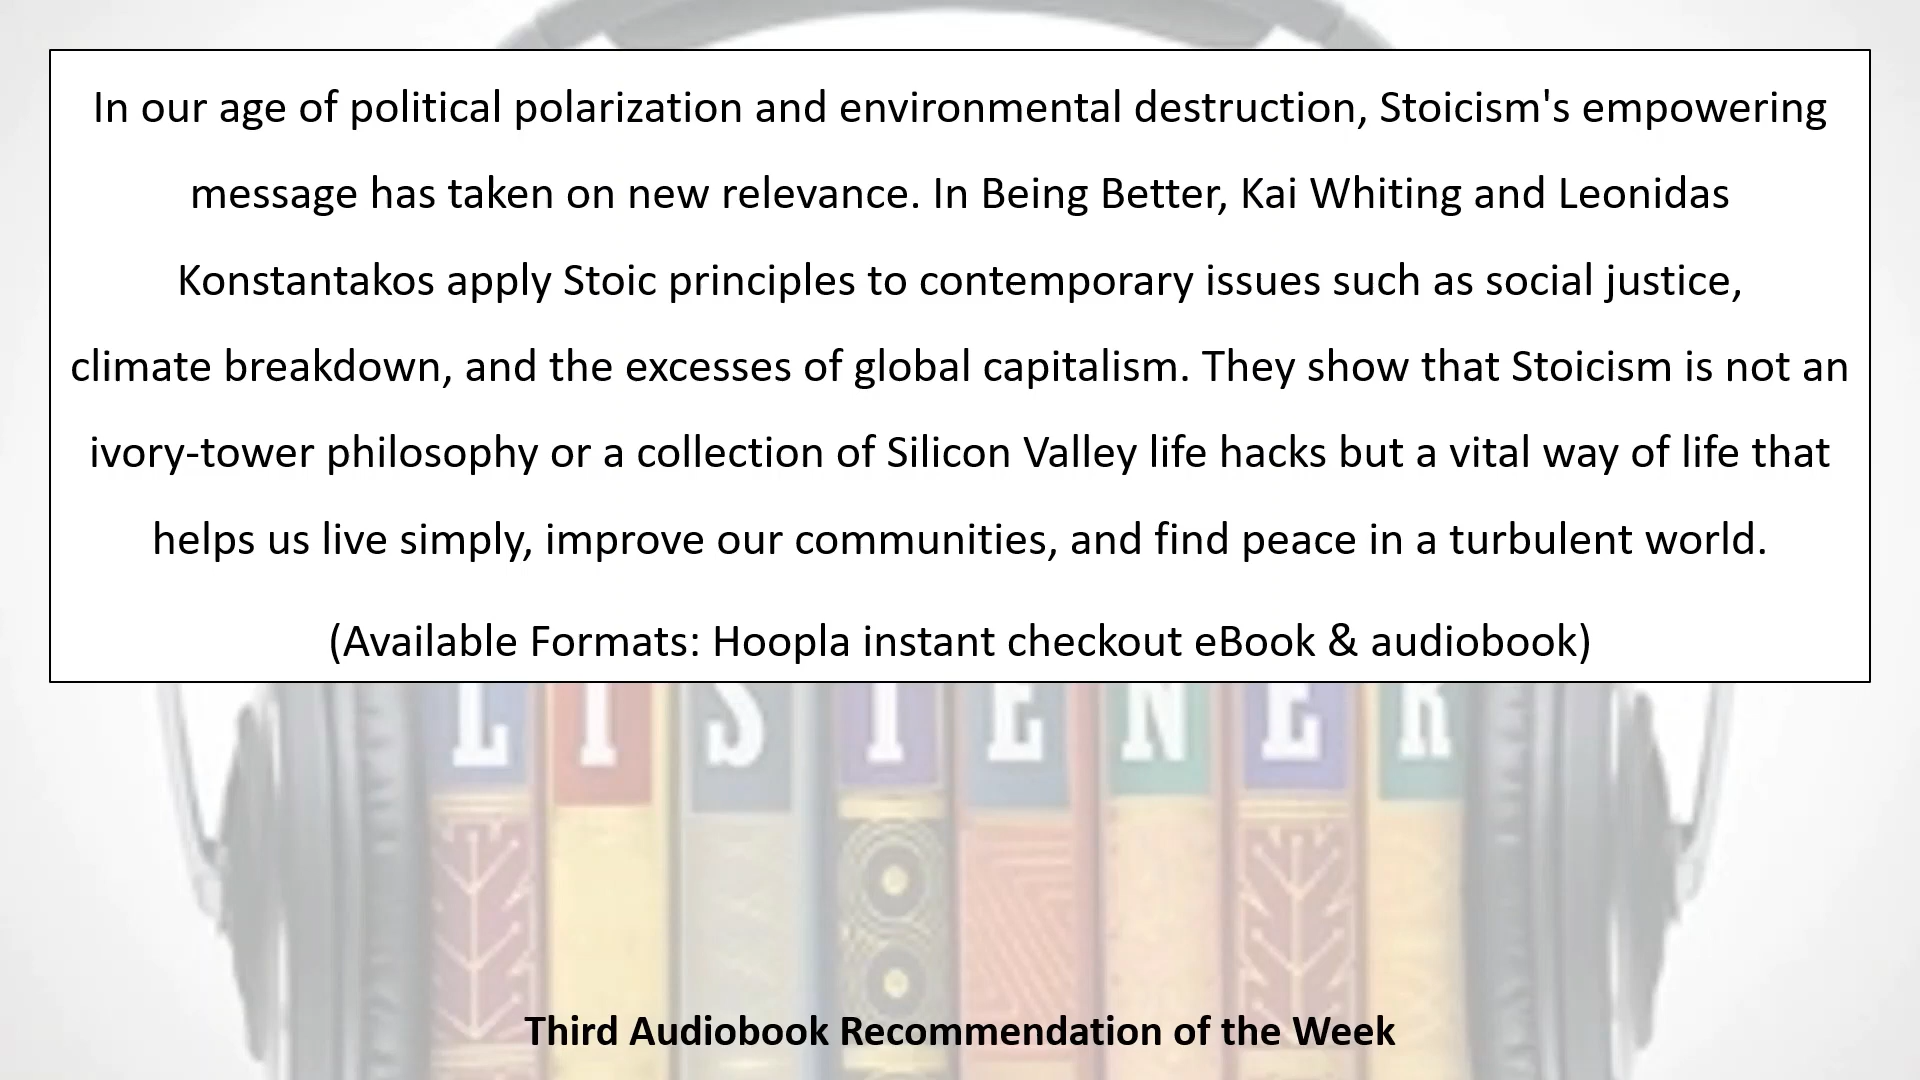 In our age of political polarization and environmental destruction, Stoicism's empowering
message has taken on new relevance. In Being Better, Kai Whiting and Leonidas
Konstantakos apply Stoic principles to contemporary issues such as social justice,
climate breakdown, and the excesses of global capitalism. They show that Stoicism is not an
ivory-tower philosophy or a collection of Silicon Valley life hacks but a vital way of life that
helps us live simply, improve our communities, and find peace in a turbulent world.
(Available Formats: Hoopla instant checkout eBook & audiobook)
LISTENER
Third Audiobook Recommendation of the Week